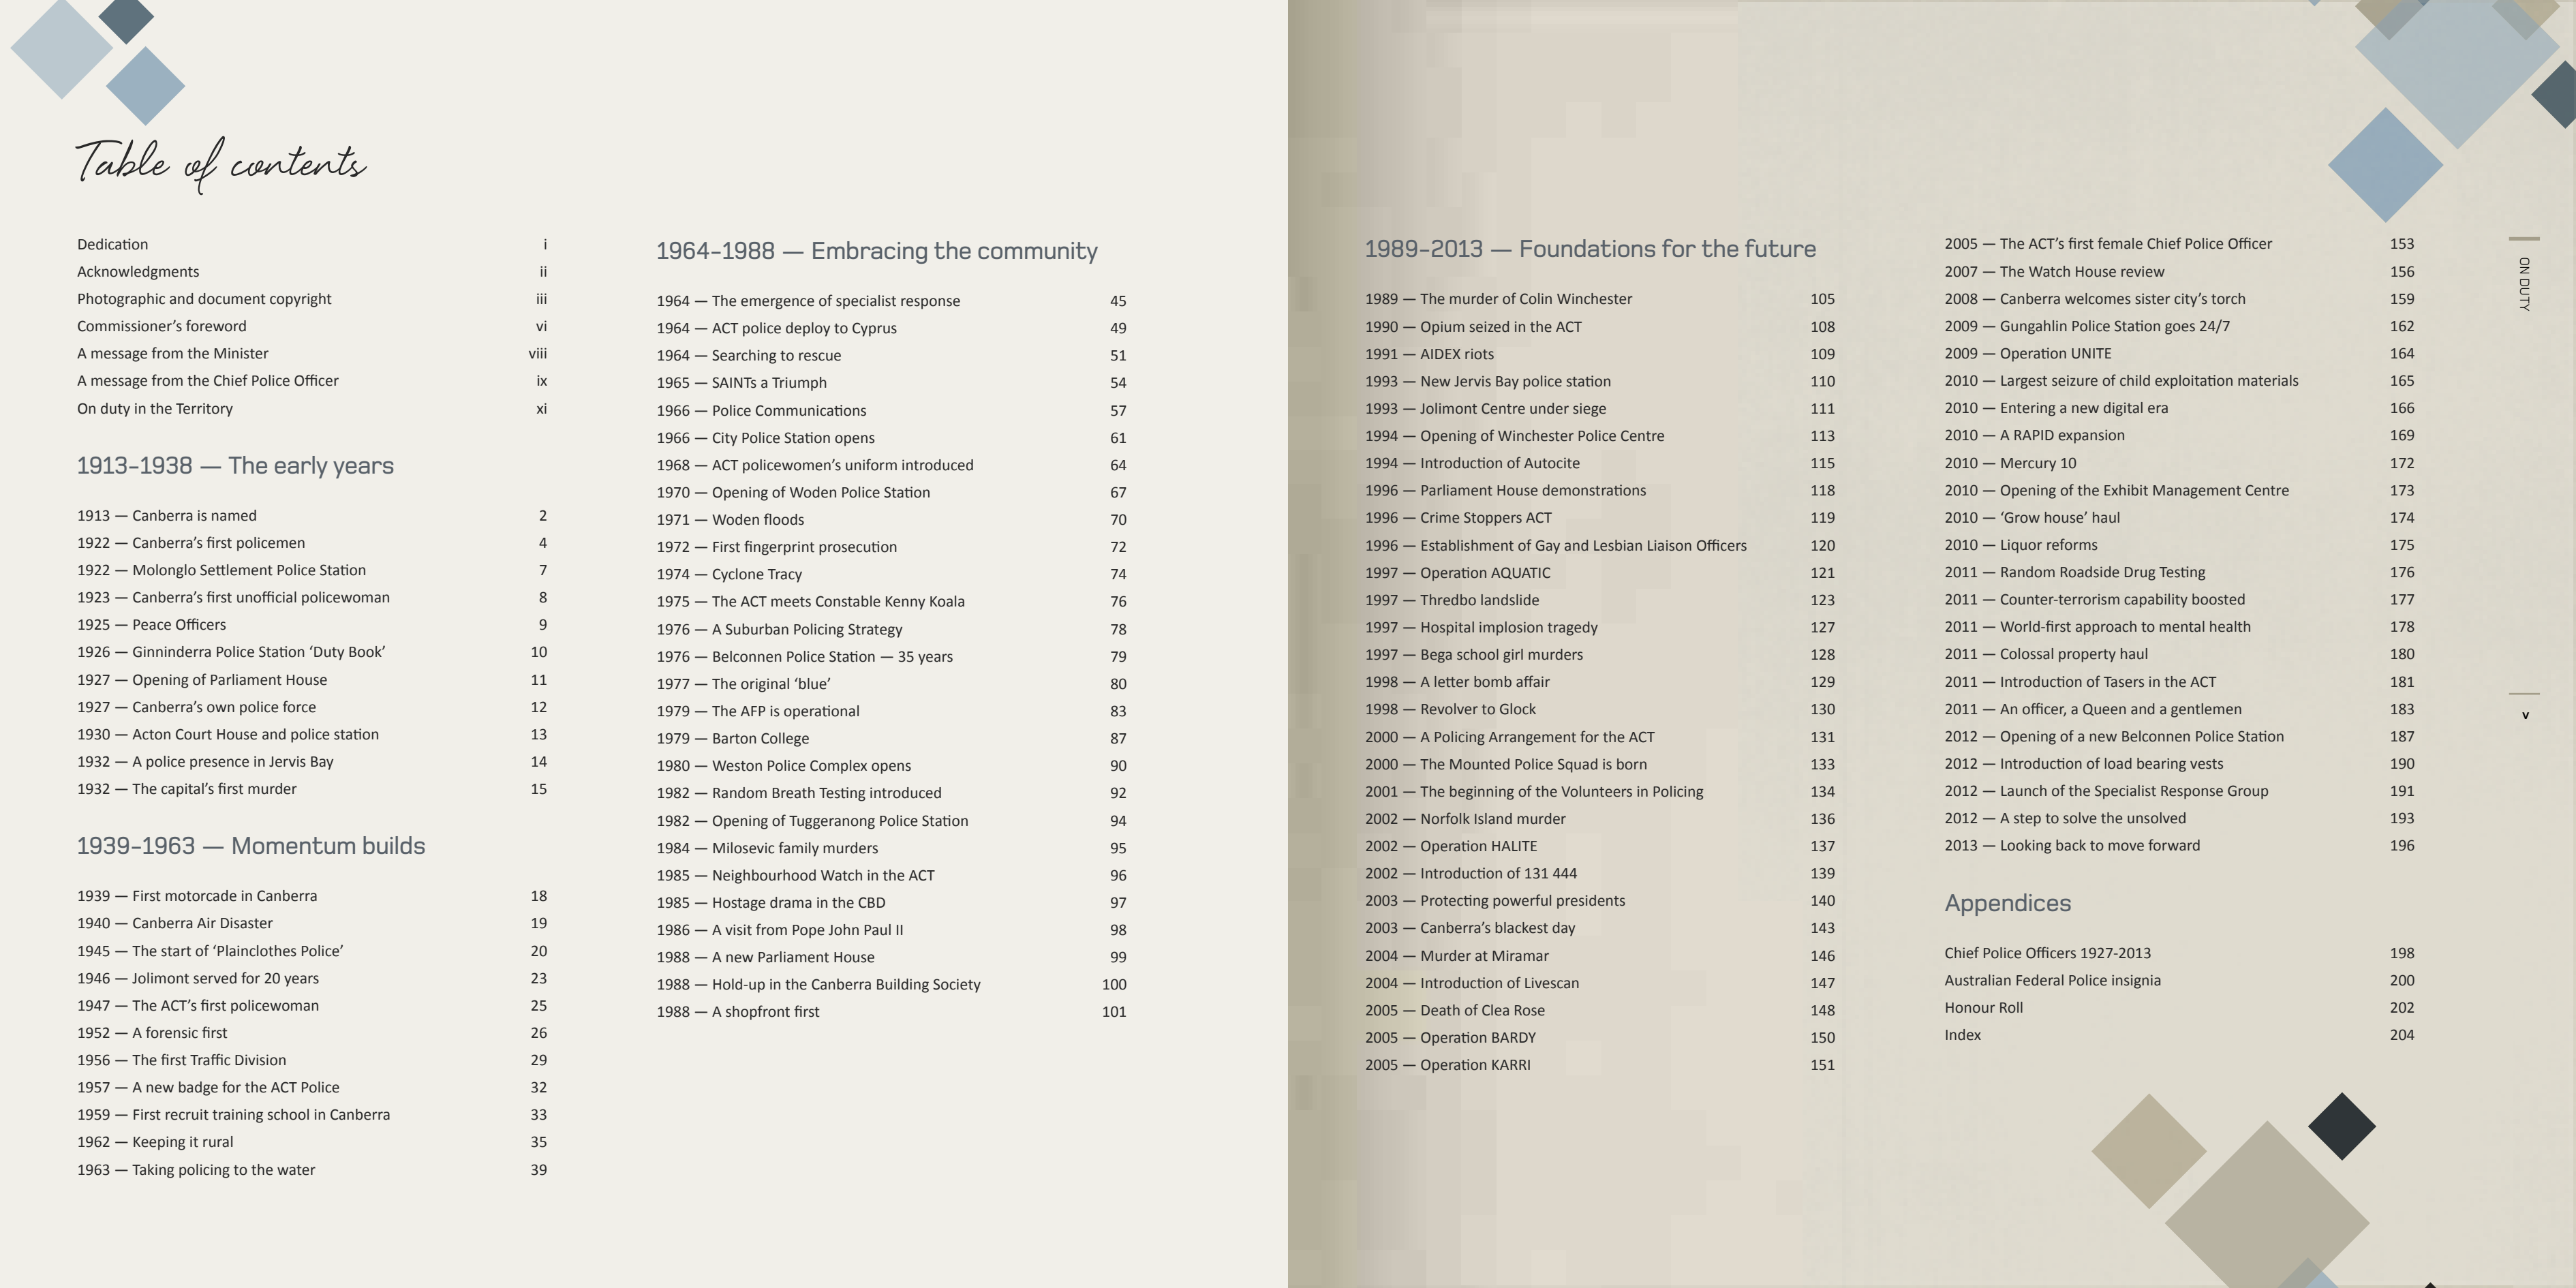 Table of contents
Dedication i
Acknowledgments ii
Photographic and document copyright iii
Commissioner’s foreword vi
A message from the Minister viii
A message from the Chief Police Officer ix
On duty in the Territory xi
1913–1938 — The early years
1913 — Canberra is named 2
1922 — Canberra’s first policemen 4
1922 — Molonglo Settlement Police Station 7
1923 — Canberra’s first unofficial policewoman 8
1925 — Peace Officers 9
1926 — Ginninderra Police Station ‘Duty Book’ 10
1927 — Opening of Parliament House 11
1927 — Canberra’s own police force 12
1930 — Acton Court House and police station 13
1932 — A police presence in Jervis Bay 14
1932 — The capital’s first murder 15
1939–1963 — Momentum builds
1939 — First motorcade in Canberra 18
1940 — Canberra Air Disaster 19
1945 — The start of ‘Plainclothes Police’ 20
1946 — Jolimont served for 20 years 23
1947 — The ACT’s first policewoman 25
1952 — A forensic first 26
1956 — The first Traffic Division 29
1957 — A new badge for the ACT Police 32
1959 — First recruit training school in Canberra 33
1962 — Keeping it rural 35
1963 — Taking policing to the water 39
1964–1988 — Embracing the community
1964 — The emergence of specialist response 45
1964 — ACT police deploy to Cyprus 49
1964 — Searching to rescue 51
1965 — SAINTs a Triumph 54
1966 — Police Communications 57
1966 — City Police Station opens 61
1968 — ACT policewomen’s uniform introduced 64
1970 — Opening of Woden Police Station 67
1971 — Woden floods 70
1972 — First fingerprint prosecution 72
1974 — Cyclone Tracy 74
1975 — The ACT meets Constable Kenny Koala 76
1976 — A Suburban Policing Strategy 78
1976 — Belconnen Police Station — 35 years 79
1977 — The original ‘blue’ 80
1979 — The AFP is operational 83
1979 — Barton College 87
1980 — Weston Police Complex opens 90
1982 — Random Breath Testing introduced 92
1982 — Opening of Tuggeranong Police Station 94
1984 — Milosevic family murders 95
1985 — Neighbourhood Watch in the ACT 96
1985 — Hostage drama in the CBD 97
1986 — A visit from Pope John Paul II 98
1988 — A new Parliament House 99
1988 — Hold-up in the Canberra Building Society 100
1988 — A shopfront first 101
1989–2013 — Foundations for the future
1989 — The murder of Colin Winchester 105
1990 — Opium seized in the ACT 108
1991 — AIDEX riots 109
1993 — New Jervis Bay police station 110
1993 — Jolimont Centre under siege 111
1994 — Opening of Winchester Police Centre 113
1994 — Introduction of Autocite 115
1996 — Parliament House demonstrations 118
1996 — Crime Stoppers ACT 119
1996 — Establishment of Gay and Lesbian Liaison Officers 120
1997 — Operation AQUATIC 121
1997 — Thredbo landslide 123
1997 — Hospital implosion tragedy 127
1997 — Bega school girl murders 128
1998 — A letter bomb affair 129
1998 — Revolver to Glock 130
2000 — A Policing Arrangement for the ACT 131
2000 — The Mounted Police Squad is born 133
2001 — The beginning of the Volunteers in Policing 134
2002 — Norfolk Island murder 136
2002 — Operation HALITE 137
2002 — Introduction of 131 444 139
2003 — Protecting powerful presidents 140
2003 — Canberra’s blackest day 143
2004 — Murder at Miramar 146
2004 — Introduction of Livescan 147
2005 — Death of Clea Rose 148
2005 — Operation BARDY 150
2005 — Operation KARRI 151
2005 — The ACT’s first female Chief Police Officer 153
2007 — The Watch House review 156
2008 — Canberra welcomes sister city’s torch 159
2009 — Gungahlin Police Station goes 24/7 162
2009 — Operation UNITE 164
2010 — Largest seizure of child exploitation materials 165
2010 — Entering a new digital era 166
2010 — A RAPID expansion 169
2010 — Mercury 10 172
2010 — Opening of the Exhibit Management Centre 173
2010 — ‘Grow house’ haul 174
2010 — Liquor reforms 175
2011 — Random Roadside Drug Testing 176
2011 — Counter-terrorism capability boosted 177
2011 — World-first approach to mental health 178
2011 — Colossal property haul 180
2011 — Introduction of Tasers in the ACT 181
2011 — An officer, a Queen and a gentlemen 183
2012 — Opening of a new Belconnen Police Station 187
2012 — Introduction of load bearing vests 190
2012 — Launch of the Specialist Response Group 191
2012 — A step to solve the unsolved 193
2013 — Looking back to move forward 196
Appendices
Chief Police Officers 1927-2013 198
Australian Federal Police insignia 200
Honour Roll 202
Index 204
ON DUTY
v